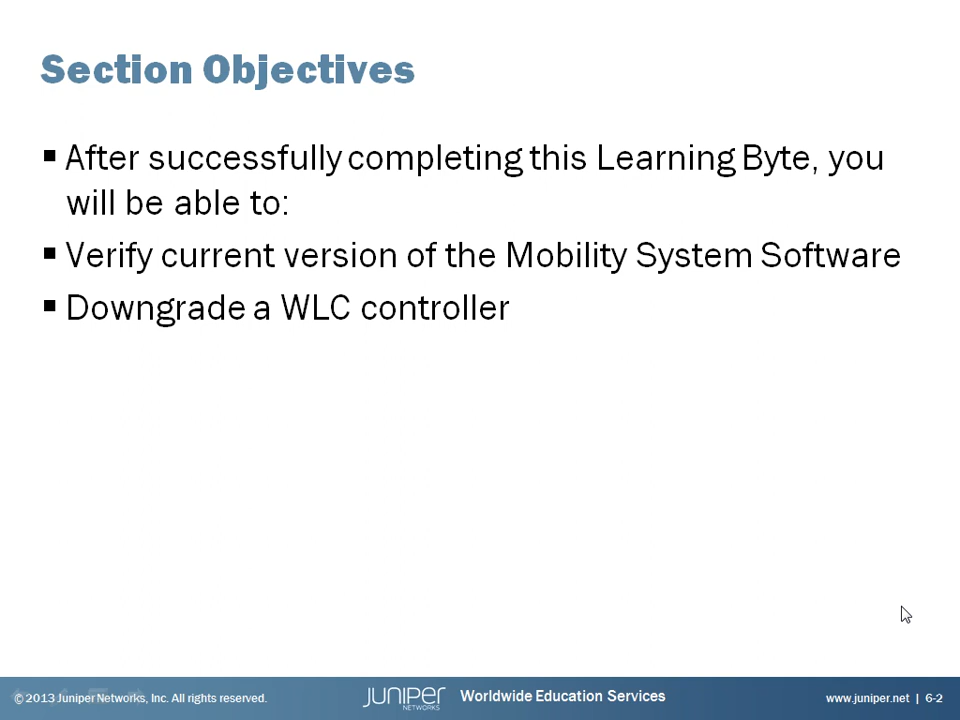 Section Objectives
▪ After successfully completing this Learning Byte, you
will be able to:
▪ Verify current version of the Mobility System Software
▪ Downgrade a WLC controller
© 2013 Juniper Networks, Inc. All rights reserved.
JUNIPER
NETWORKS
Worldwide Education Services
www.juniper.net | 6-2